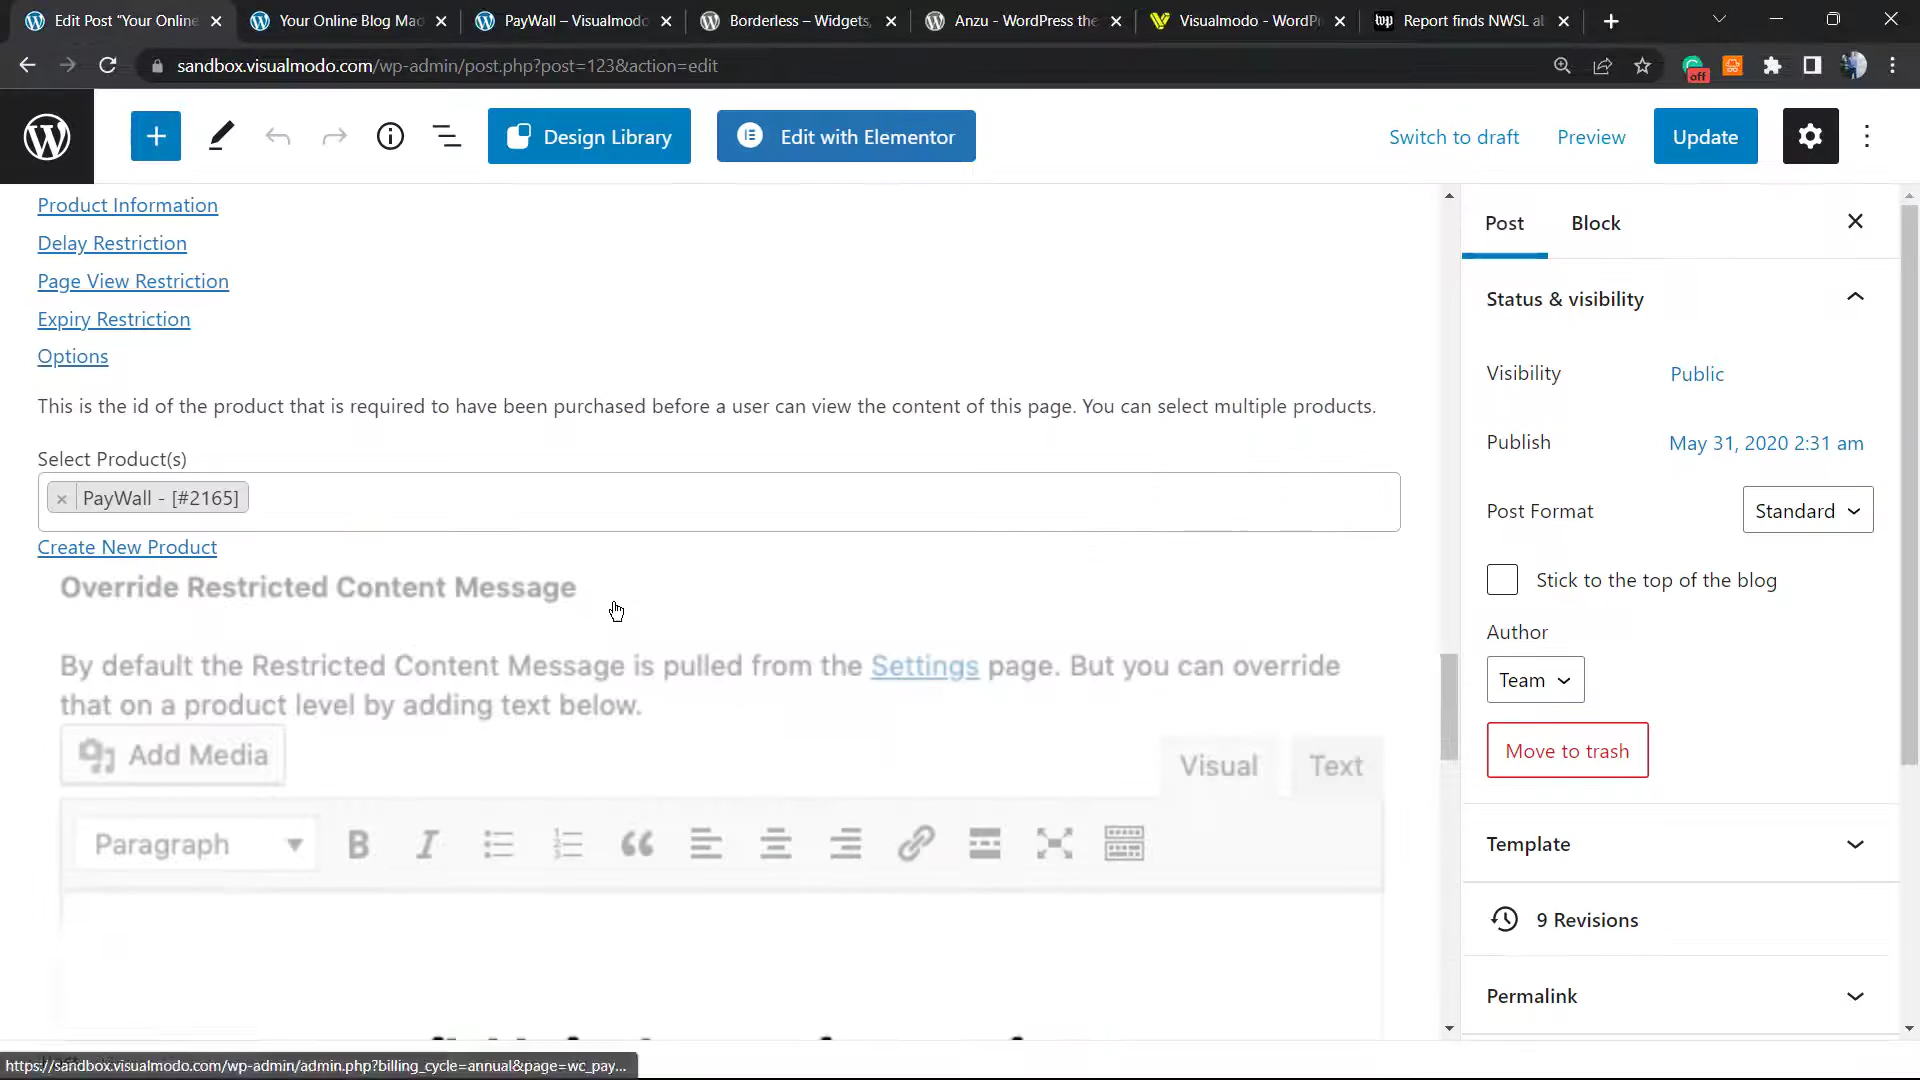 Edit Post “Your Online
Your Online Blog Mac
PayWall – Visualmodo
Borderless – Widgets,
Anzu - WordPress the
Visualmodo - WordPr
Report finds NWSL al
sandbox.visualmodo.com/wp-admin/post.php?post=123&action=edit
off
Design Library
Edit with Elementor
Switch to draft
Preview
Update
Product Information
Delay Restriction
Page View Restriction
Expiry Restriction
Options
This is the id of the product that is required to have been purchased before a user can view the content of this page. You can select multiple products.
Select Product(s)
× PayWall - [#2165]
Create New Product
Override Restricted Content Message
By default the Restricted Content Message is pulled from the Settings page. But you can override
that on a product level by adding text below.
Add Media
Visual
Text
Paragraph
Post
Block
Status & visibility
Visibility
Public
Publish
May 31, 2020 2:31 am
Post Format
Standard
Stick to the top of the blog
Author
Team
Move to trash
Template
9 Revisions
Permalink
https://sandbox.visualmodo.com/wp-admin/admin.php?billing_cycle=annual&page=wc_pay...